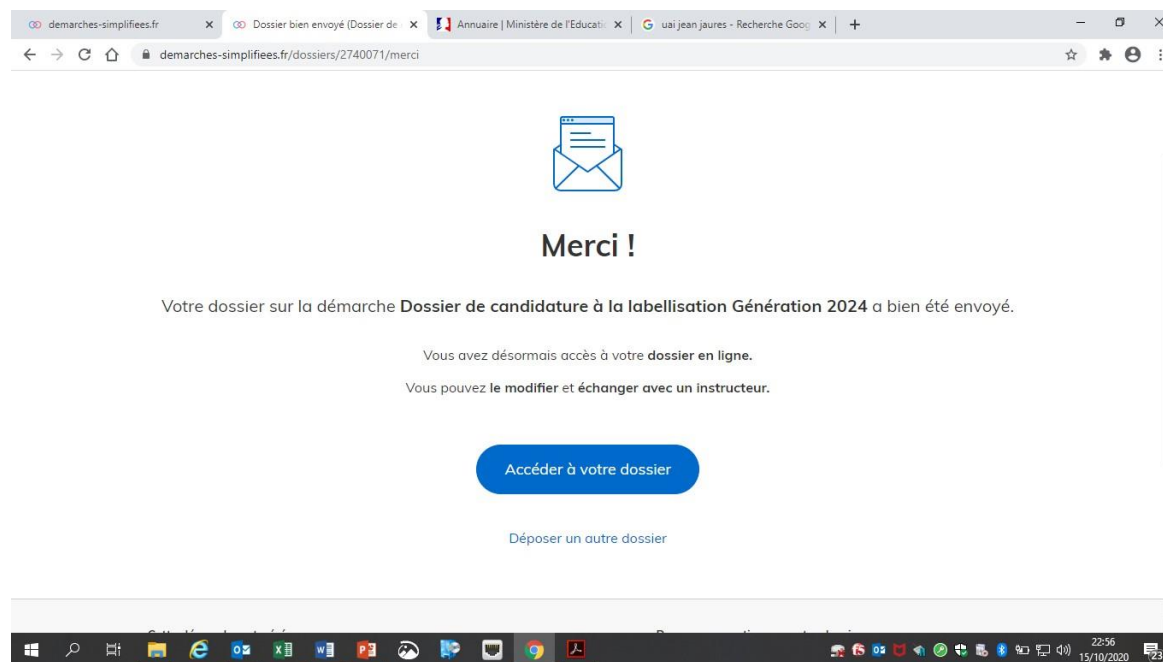 demarches-simplifiees.fr
Dossier bien envoyé (Dossier de
Annuaire | Ministère de l'Educati
uai jean jaures - Recherche Goog
demarches-simplifiees.fr/dossiers/2740071/merci
Merci !
Votre dossier sur la démarche Dossier de candidature à la labellisation Génération 2024 a bien été envoyé.
Vous avez désormais accès à votre dossier en ligne.
Vous pouvez le modifier et échanger avec un instructeur.
Accéder à votre dossier
Déposer un autre dossier
22:56
15/10/2020
23